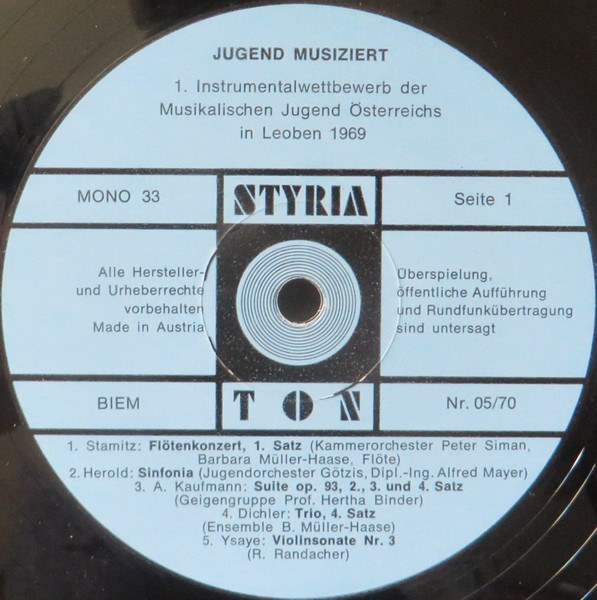 JUGEND MUSIZIERT
1. Instrumentalwettbewerb der
Musikalischen Jugend Österreichs
in Leoben 1969
MONO 33
STYRIA
Seite 1
Alle Hersteller-
und Urheberrechte
vorbehalten
Made in Austria
Überspielung,
öffentliche Aufführung
und Rundfunkübertragung
sind untersagt
BIEM
TON
Nr. 05/70
1. Stamitz: Flötenkonzert, 1. Satz (Kammerorchester Peter Siman,
Barbara Müller-Haase, Flöte)
2. Herold: Sinfonia (Jugendorchester Götzis, Dipl.-Ing. Alfred Mayer)
3. A. Kaufmann: Suite op. 93, 2., 3. und 4. Satz
(Geigengruppe Prof. Hertha Binder)
4. Dichler: Trio, 4. Satz
(Ensemble B. Müller-Haase)
5. Ysaye: Violinsonate Nr. 3
(R. Randacher)